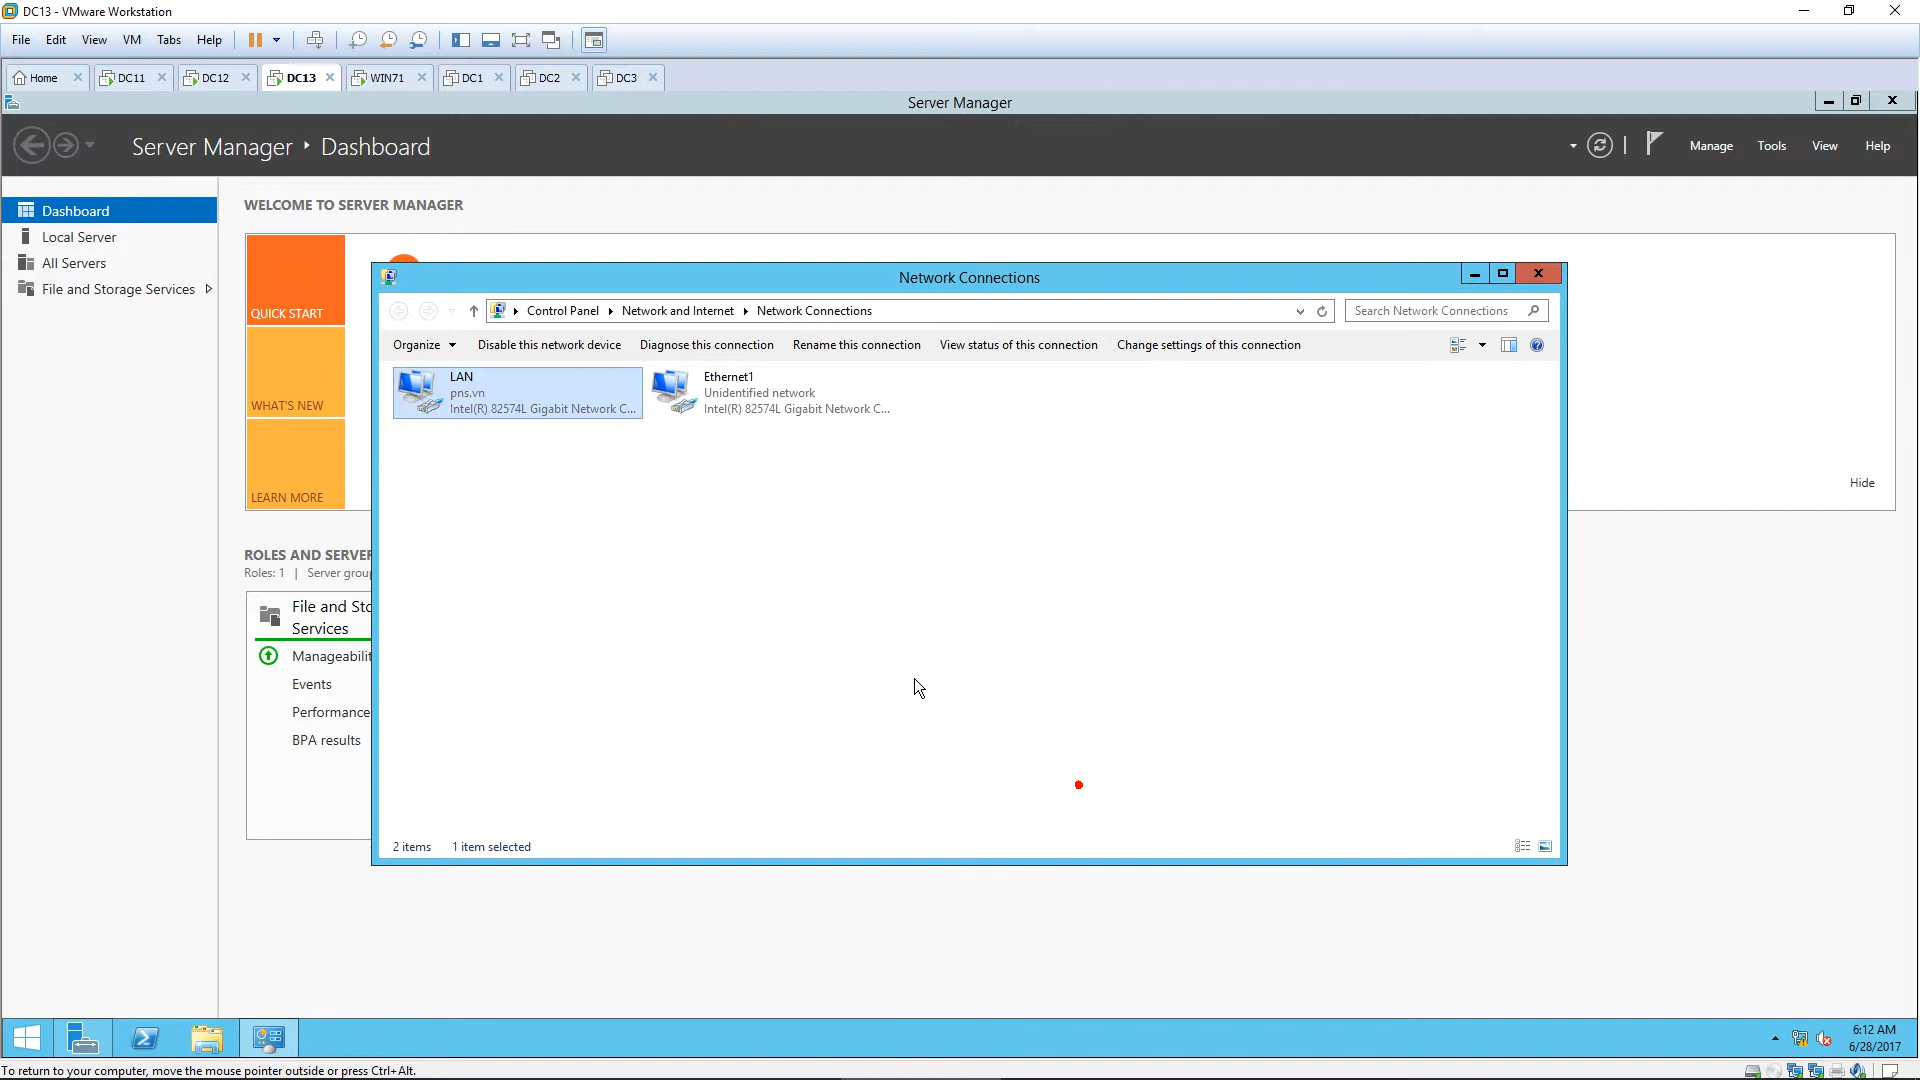 DC13 - VMware Workstation
File Edit View VM Tabs Help
Home DC11 DC12 DC13 WIN71 DC1 DC2 DC3
Server Manager
Server Manager Dashboard
Manage Tools View Help
Dashboard
Local Server
All Servers
File and Storage Services
WELCOME TO SERVER MANAGER
QUICK START
WHAT'S NEW
LEARN MORE
Hide
ROLES AND SERVER
Roles: 1 | Server group
File and Sto
Services
Manageabilit
Events
Performance
BPA results
Network Connections
Control Panel Network and Internet Network Connections
Search Network Connections
Organize Disable this network device Diagnose this connection Rename this connection View status of this connection Change settings of this connection
LAN
pns.vn
Intel(R) 82574L Gigabit Network C...
Ethernet1
Unidentified network
Intel(R) 82574L Gigabit Network C...
2 items 1 item selected
6:12 AM
6/28/2017
To return to your computer, move the mouse pointer outside or press Ctrl+Alt.